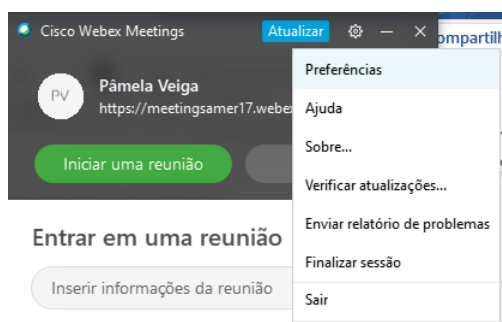 Cisco Webex Meetings
Atualizar
ompartilh
PV
Pâmela Veiga
https://meetingsamer17.webex
Iniciar uma reunião
Entrar em uma reunião
Inserir informações da reunião
Preferências
Ajuda
Sobre...
Verificar atualizações...
Enviar relatório de problemas
Finalizar sessão
Sair